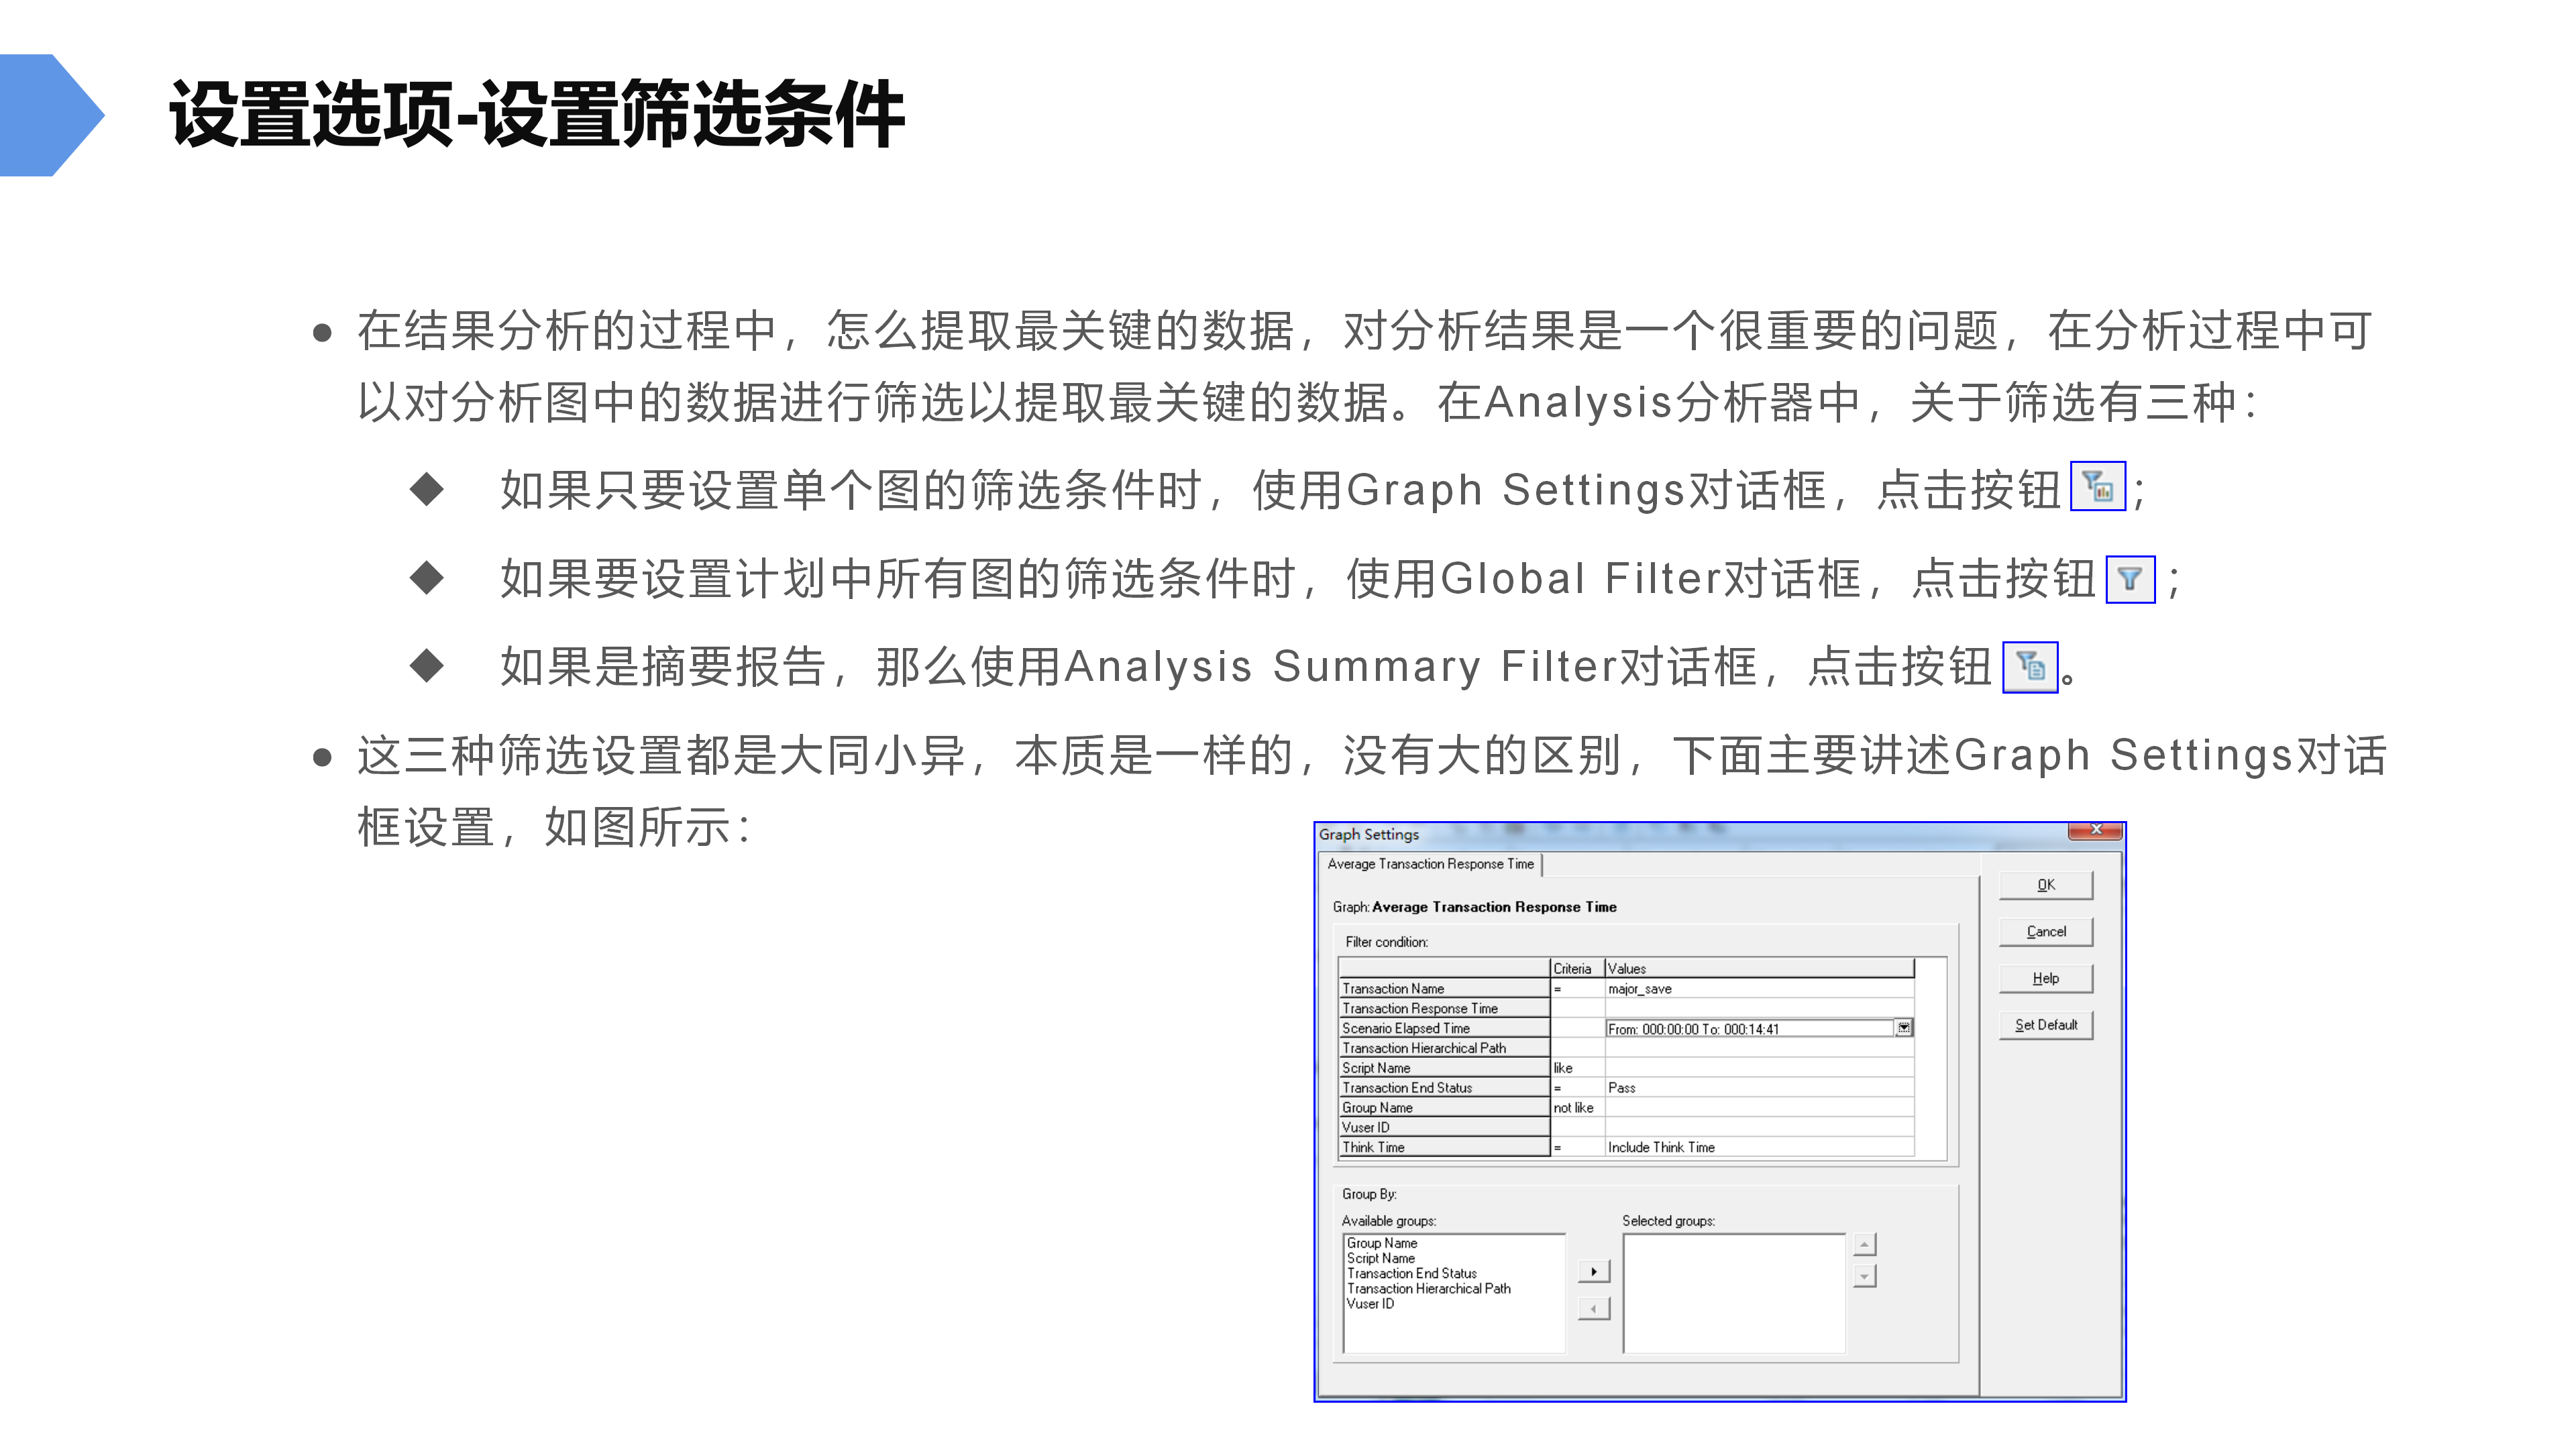 设置选项-设置筛选条件
在结果分析的过程中，怎么提取最关键的数据，对分析结果是一个很重要的问题，在分析过程中可
以对分析图中的数据进行筛选以提取最关键的数据。在Analysis分析器中，关于筛选有三种：
如果只要设置单个图的筛选条件时，使用Graph Settings对话框，点击按钮；
如果要设置计划中所有图的筛选条件时，使用Global Filter对话框，点击按钮；
如果是摘要报告，那么使用Analysis Summary Filter对话框，点击按钮。
这三种筛选设置都是大同小异，本质是一样的，没有大的区别，下面主要讲述Graph Settings对话
框设置，如图所示：
Graph Settings
Average Transaction Response Time
Graph: Average Transaction Response Time
Filter condition:
Criteria Values
Transaction Name = major_save
Transaction Response Time
Scenario Elapsed Time From: 000:00:00 To: 000:14:41
Transaction Hierarchical Path
Script Name like
Transaction End Status = Pass
Group Name not like
Vuser ID
Think Time = Include Think Time
Group By:
Available groups:
Group Name
Script Name
Transaction End Status
Transaction Hierarchical Path
Vuser ID
Selected groups:
OK
Cancel
Help
Set Default